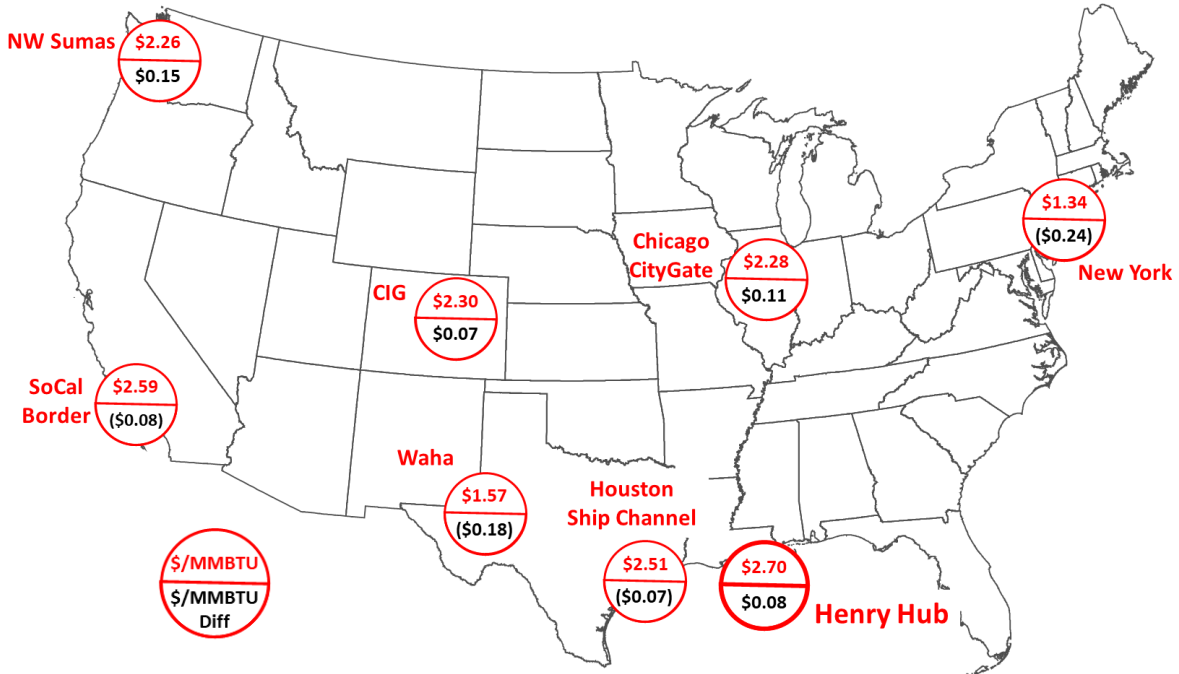 NW Sumas
$2.26
$0.15
$1.34
($0.24)
New York
Chicago
CityGate
$2.28
$0.11
CIG
$2.30
$0.07
SoCal
Border
$2.59
($0.08)
Waha
$1.57
($0.18)
Houston
Ship Channel
$2.51
($0.07)
$2.70
$0.08
Henry Hub
$/MMBTU
$/MMBTU
Diff